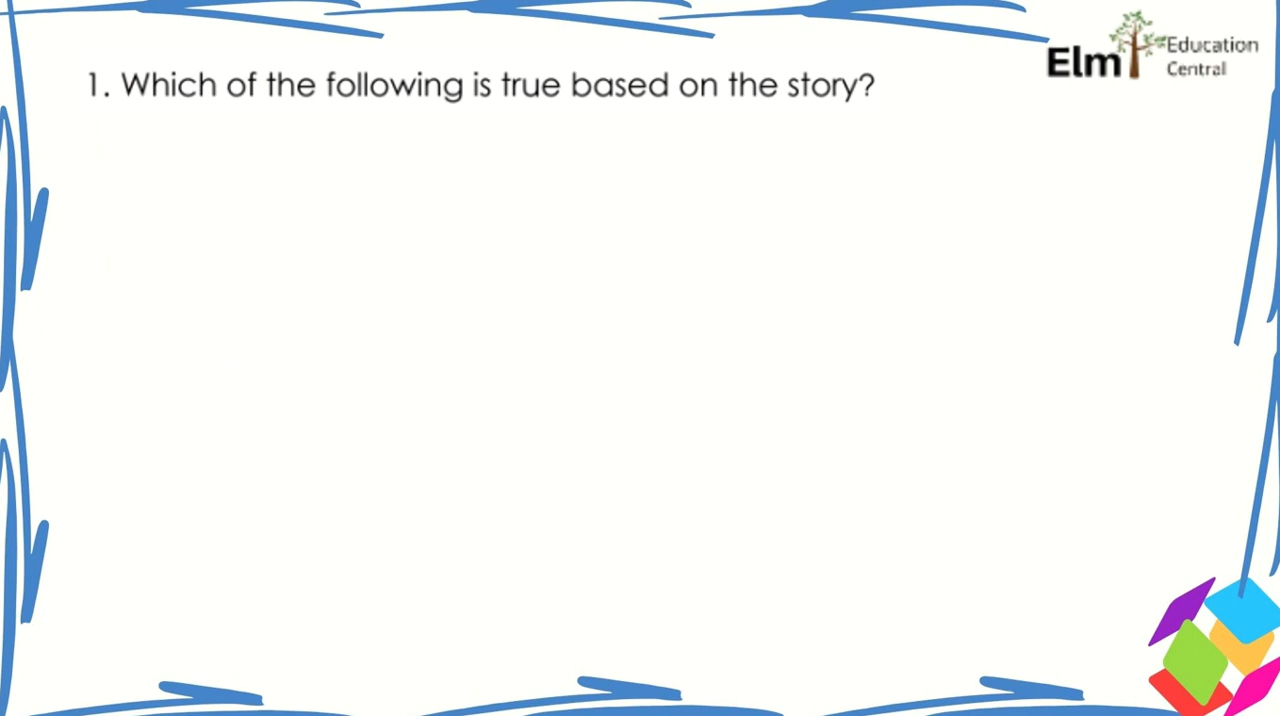 Elm Education
Central
1. Which of the following is true based on the story?